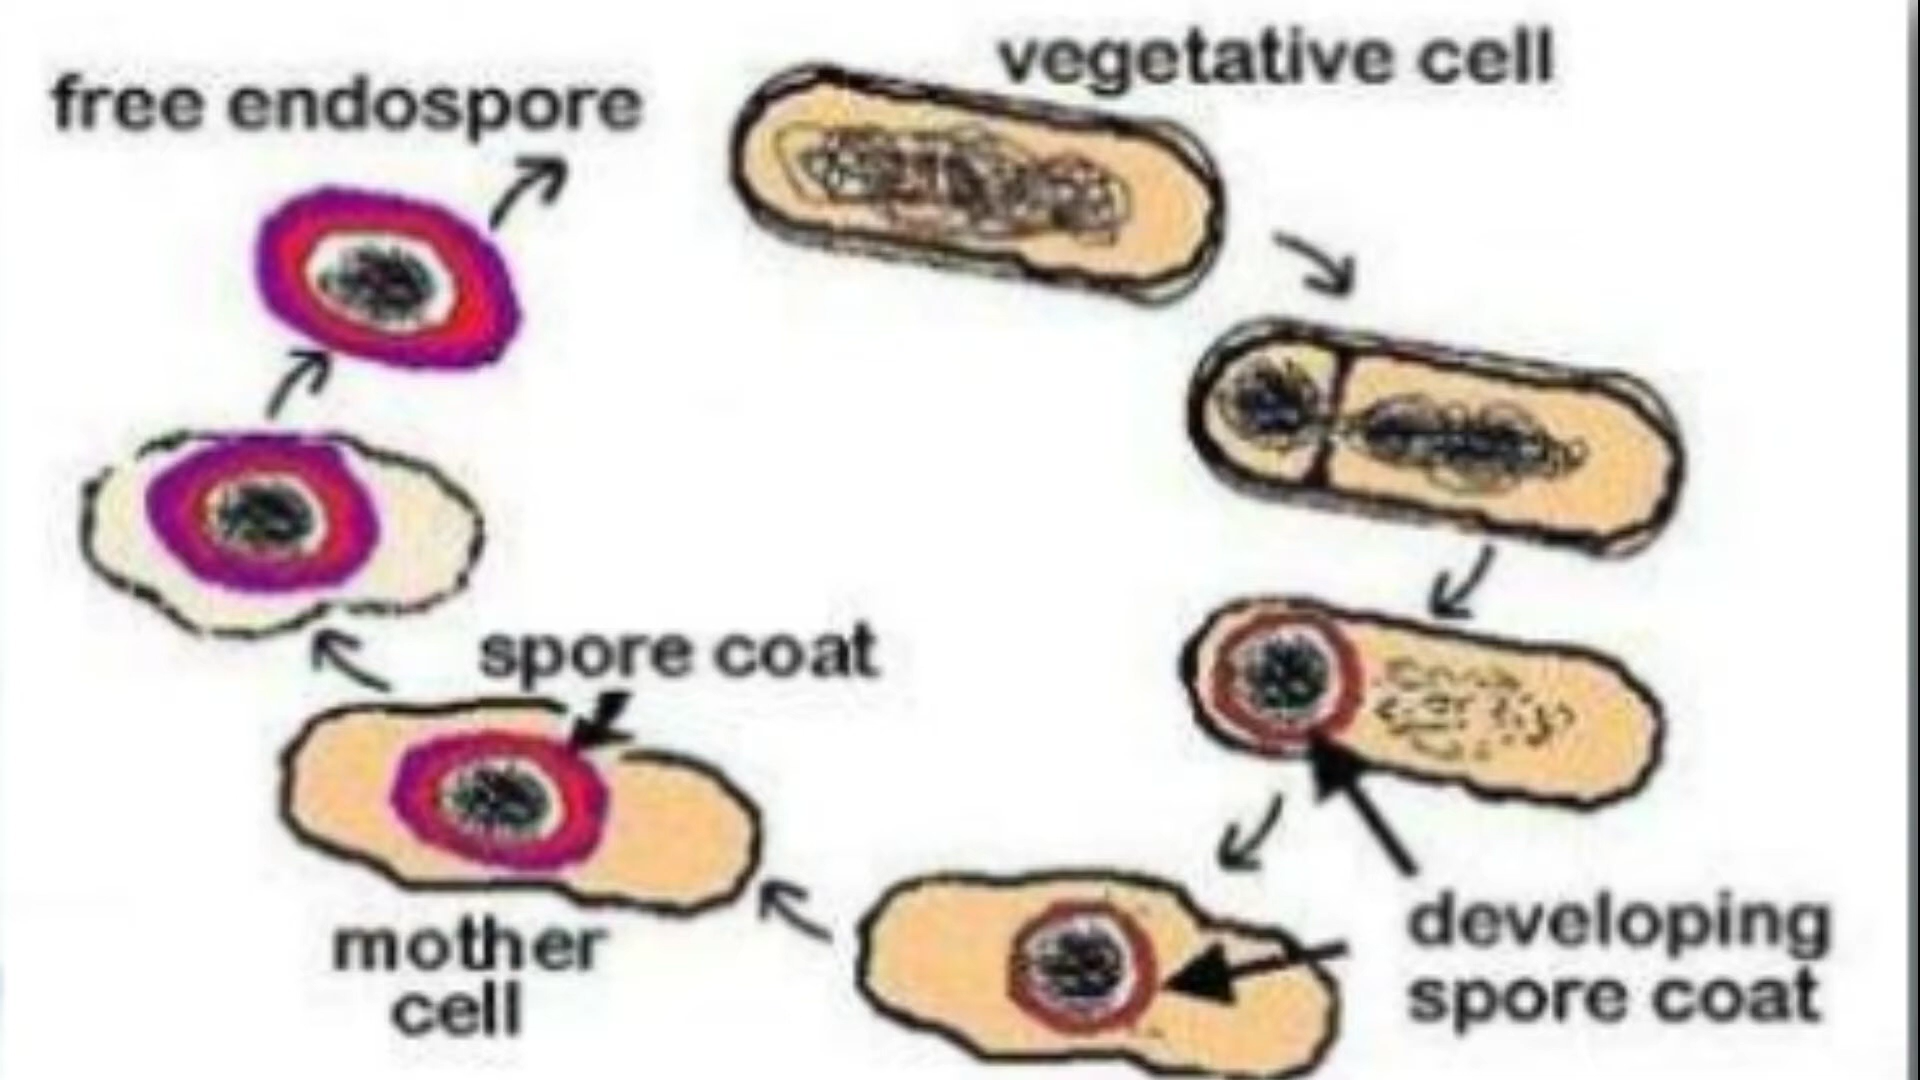 free endospore
vegetative cell
spore coat
mother
cell
developing
spore coat